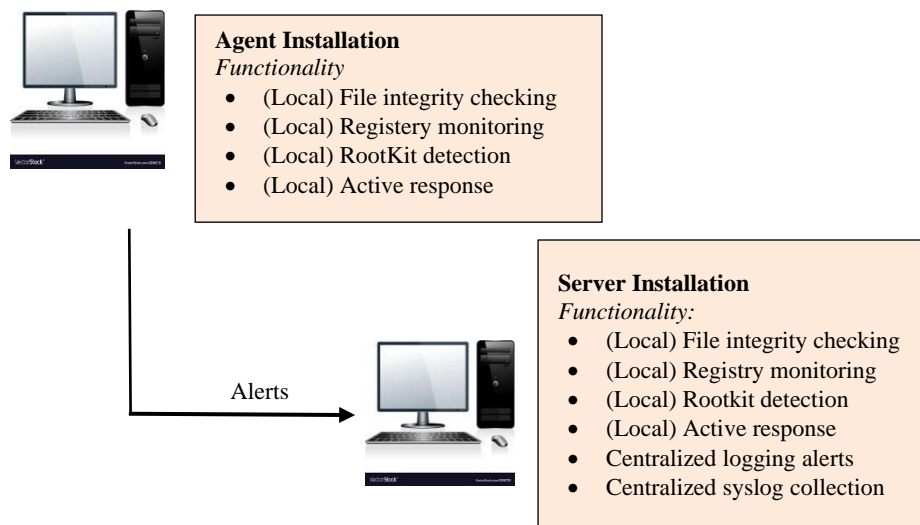 Agent Installation
Functionality
• (Local) File integrity checking
• (Local) Registery monitoring
• (Local) RootKit detection
• (Local) Active response
VectorStock®
Server Installation
Functionality:
• (Local) File integrity checking
• (Local) Registry monitoring
• (Local) Rootkit detection
• (Local) Active response
• Centralized logging alerts
• Centralized syslog collection
Alerts
VectorStock®